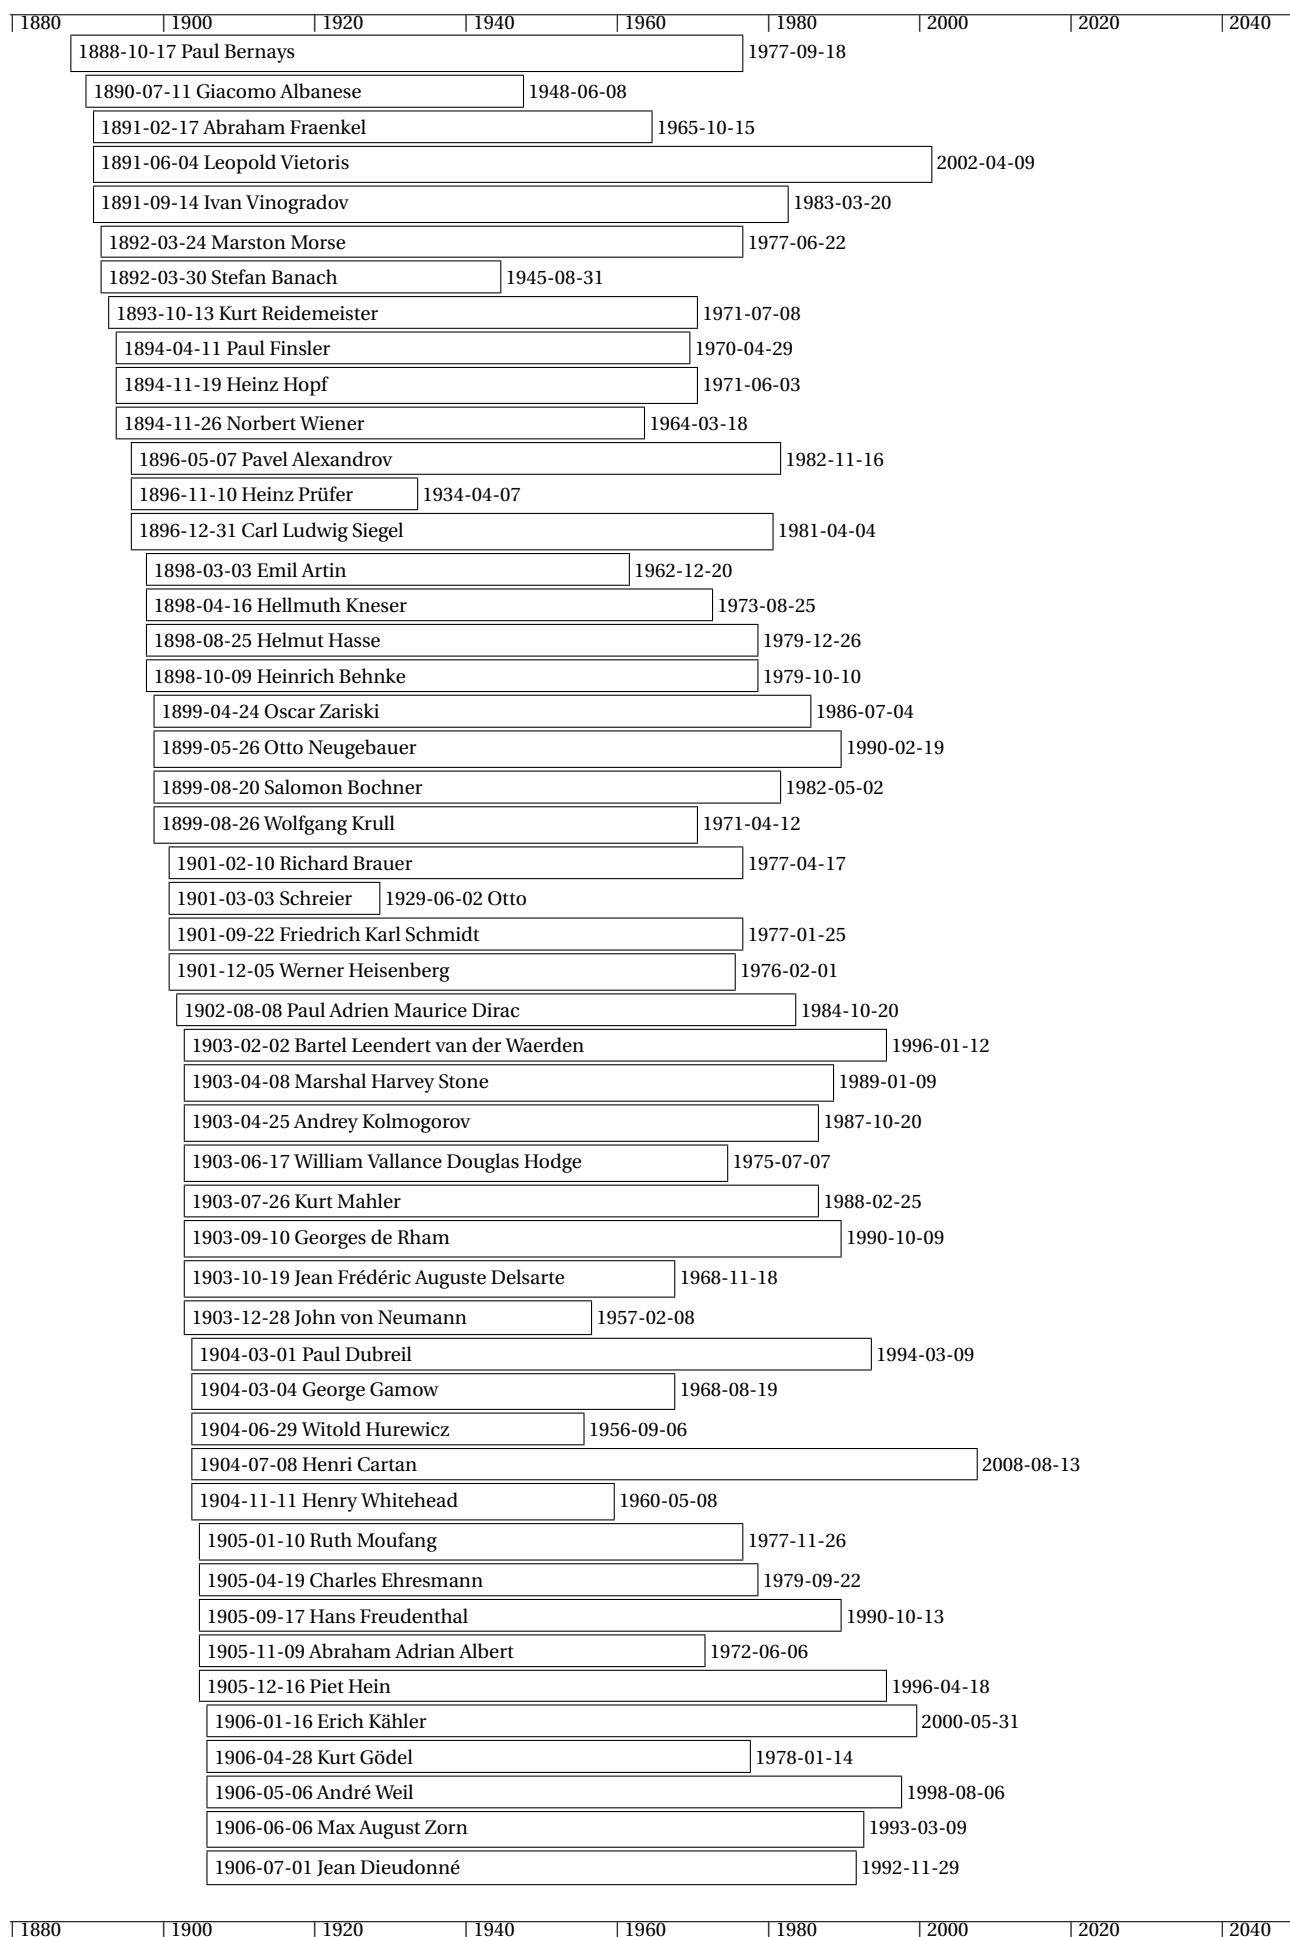 1880 1900 1920 1940 1960 1980 2000 2020 2040
1888-10-17 Paul Bernays 1977-09-18
1890-07-11 Giacomo Albanese 1948-06-08
1891-02-17 Abraham Fraenkel 1965-10-15
1891-06-04 Leopold Vietoris 2002-04-09
1891-09-14 Ivan Vinogradov 1983-03-20
1892-03-24 Marston Morse 1977-06-22
1892-03-30 Stefan Banach 1945-08-31
1893-10-13 Kurt Reidemeister 1971-07-08
1894-04-11 Paul Finsler 1970-04-29
1894-11-19 Heinz Hopf 1971-06-03
1894-11-26 Norbert Wiener 1964-03-18
1896-05-07 Pavel Alexandrov 1982-11-16
1896-11-10 Heinz Prüfer 1934-04-07
1896-12-31 Carl Ludwig Siegel 1981-04-04
1898-03-03 Emil Artin 1962-12-20
1898-04-16 Hellmuth Kneser 1973-08-25
1898-08-25 Helmut Hasse 1979-12-26
1898-10-09 Heinrich Behnke 1979-10-10
1899-04-24 Oscar Zariski 1986-07-04
1899-05-26 Otto Neugebauer 1990-02-19
1899-08-20 Salomon Bochner 1982-05-02
1899-08-26 Wolfgang Krull 1971-04-12
1901-02-10 Richard Brauer 1977-04-17
1901-03-03 Schreier 1929-06-02 Otto
1901-09-22 Friedrich Karl Schmidt 1977-01-25
1901-12-05 Werner Heisenberg 1976-02-01
1902-08-08 Paul Adrien Maurice Dirac 1984-10-20
1903-02-02 Bartel Leendert van der Waerden 1996-01-12
1903-04-08 Marshal Harvey Stone 1989-01-09
1903-04-25 Andrey Kolmogorov 1987-10-20
1903-06-17 William Vallance Douglas Hodge 1975-07-07
1903-07-26 Kurt Mahler 1988-02-25
1903-09-10 Georges de Rham 1990-10-09
1903-10-19 Jean Frédéric Auguste Delsarte 1968-11-18
1903-12-28 John von Neumann 1957-02-08
1904-03-01 Paul Dubreil 1994-03-09
1904-03-04 George Gamow 1968-08-19
1904-06-29 Witold Hurewicz 1956-09-06
1904-07-08 Henri Cartan 2008-08-13
1904-11-11 Henry Whitehead 1960-05-08
1905-01-10 Ruth Moufang 1977-11-26
1905-04-19 Charles Ehresmann 1979-09-22
1905-09-17 Hans Freudenthal 1990-10-13
1905-11-09 Abraham Adrian Albert 1972-06-06
1905-12-16 Piet Hein 1996-04-18
1906-01-16 Erich Kähler 2000-05-31
1906-04-28 Kurt Gödel 1978-01-14
1906-05-06 André Weil 1998-08-06
1906-06-06 Max August Zorn 1993-03-09
1906-07-01 Jean Dieudonné 1992-11-29
1880 1900 1920 1940 1960 1980 2000 2020 2040